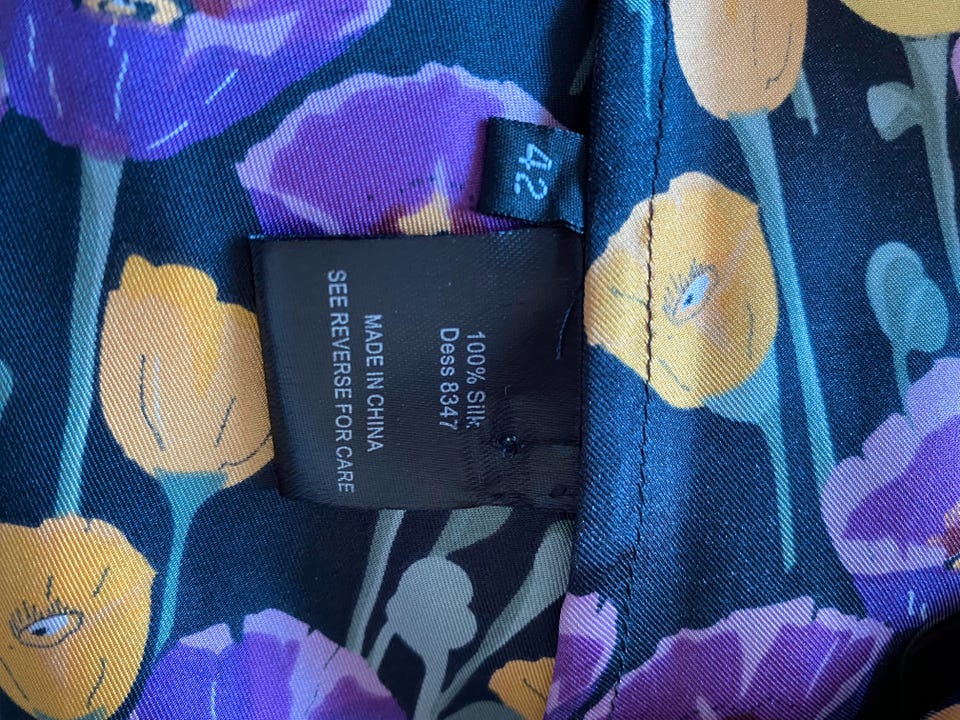 42
100% Silk
Dess 8347
MADE IN CHINA
SEE REVERSE FOR CARE